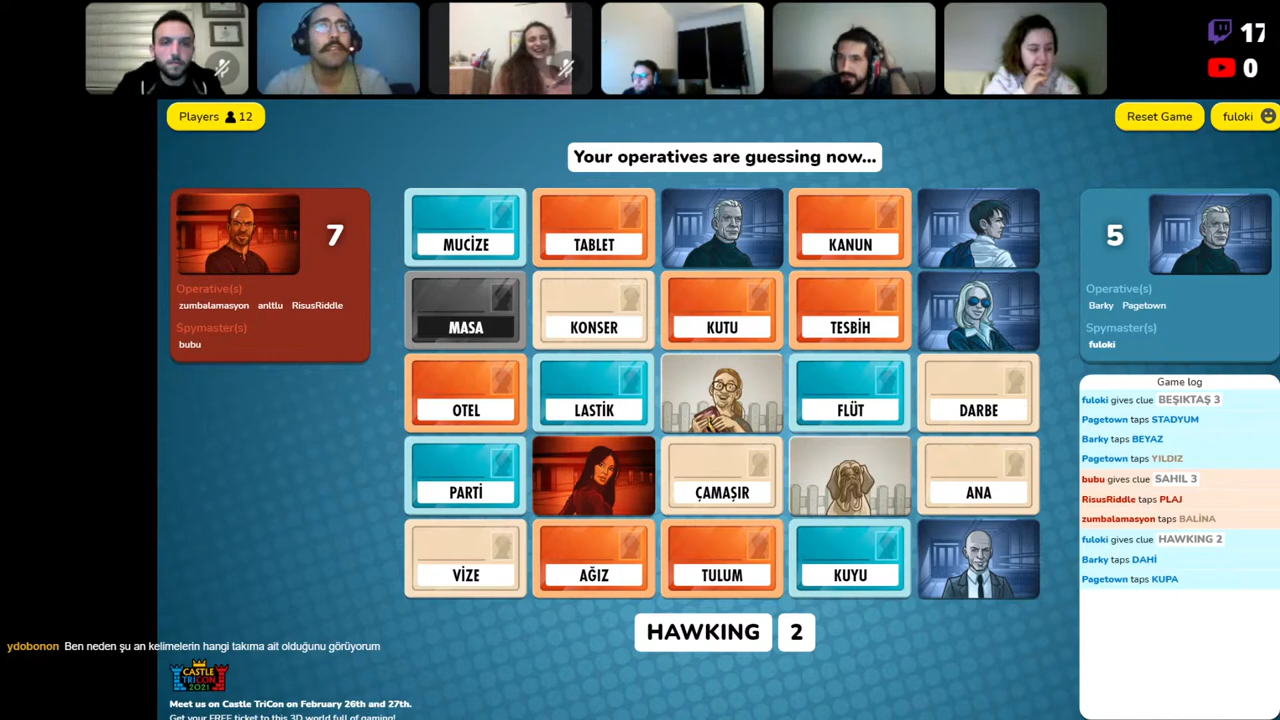 17
0
Players 12
Reset Game
fuloki
Your operatives are guessing now...
7
Operative(s)
zumbalamasyon anlttu RisusRiddle
Spymaster(s)
bubu
MUCİZE
TABLET
KANUN
MASA
KONSER
KUTU
TESBİH
OTEL
LASTİK
FLÜT
DARBE
PARTİ
ÇAMAŞIR
ANA
VİZE
AĞIZ
TULUM
KUYU
5
Operative(s)
Barky Pagetown
Spymaster(s)
fuloki
Game log
fuloki gives clue BEŞIKTAŞ 3
Pagetown taps STADYUM
Barky taps BEYAZ
Pagetown taps YILDIZ
bubu gives clue SAHIL 3
RisusRiddle taps PLAJ
zumbalamasyon taps BALİNA
fuloki gives clue HAWKING 2
Barky taps DAHİ
Pagetown taps KUPA
HAWKING 2
ydobonon Ben neden şu an kelimelerin hangi takıma ait olduğunu görüyorum
CASTLE
TRICON
2021
Meet us on Castle TriCon on February 26th and 27th.
Get your FREE ticket to this 3D world full of gaming!